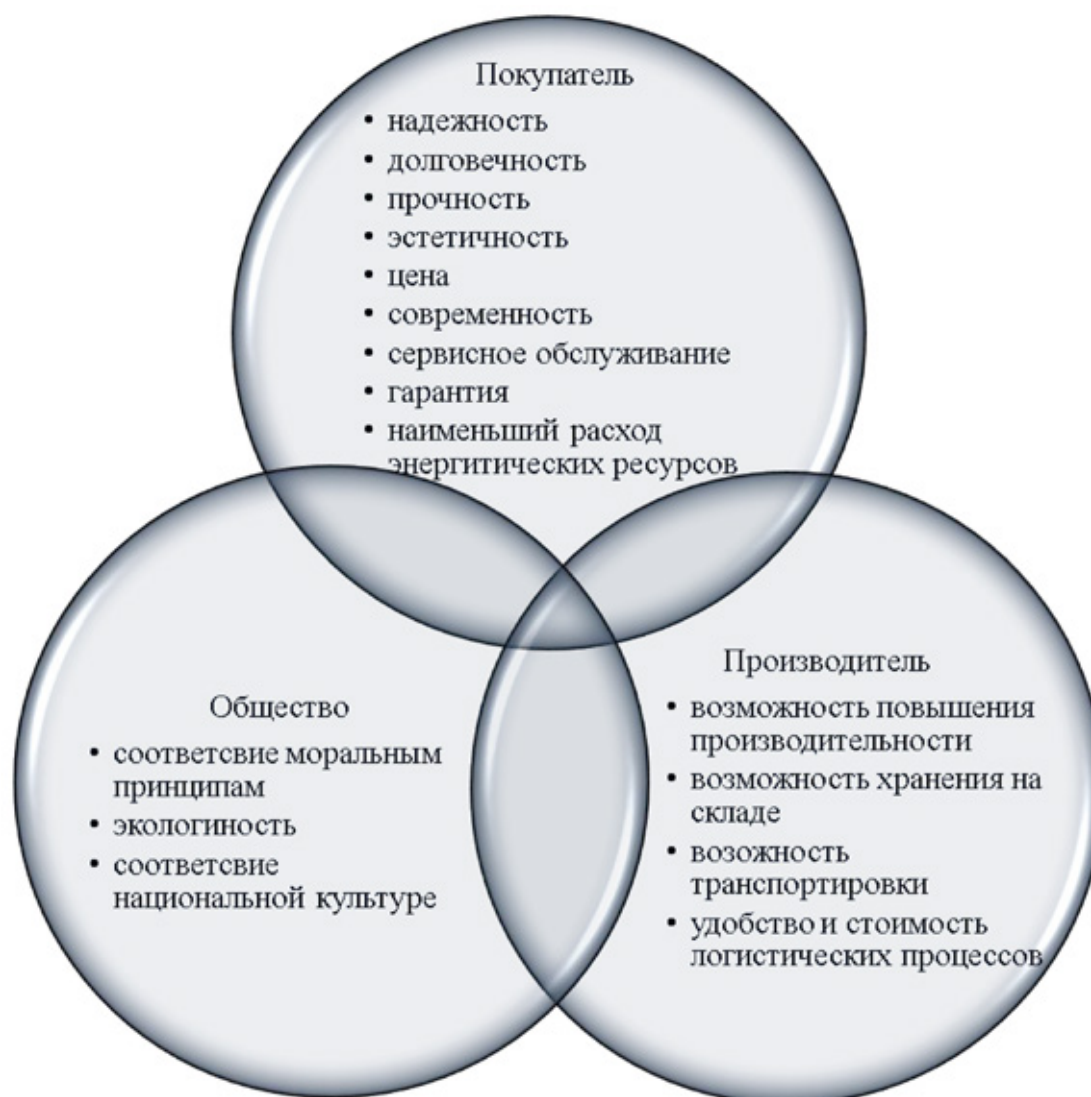 Покупатель
• надежность
• долговечность
• прочность
• эстетичность
• цена
• современность
• сервисное обслуживание
• гарантия
• наименьший расход
энергитических ресурсов
Общество
• соответсвие моральным
принципам
• экологиность
• соответсвие
национальной культуре
Производитель
• возможность повышения
производительности
• возможность хранения на
складе
• возожность
транспортировки
• удобство и стоимость
логистических процессов